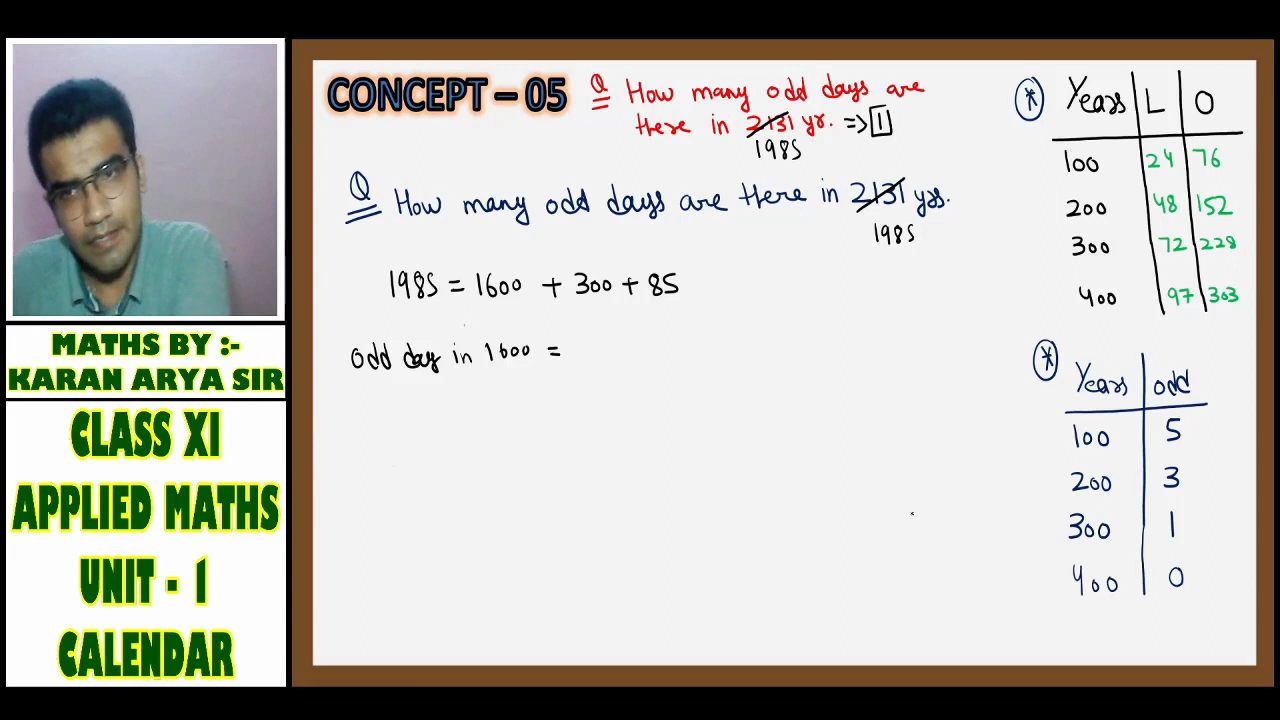 CONCEPT – 05
Q How many odd days are
there in 2131 yr. => 1
1985
Q How many odd days are there in 2131 yrs.
1985
1985 = 1600 + 300 + 85
odd day in 1600 =
* Years L O
100 24 76
200 48 152
300 72 228
400 97 303
* Years odd
100 5
200 3
300 1
400 0
MATHS BY :-
KARAN ARYA SIR
CLASS XI
APPLIED MATHS
UNIT - 1
CALENDAR